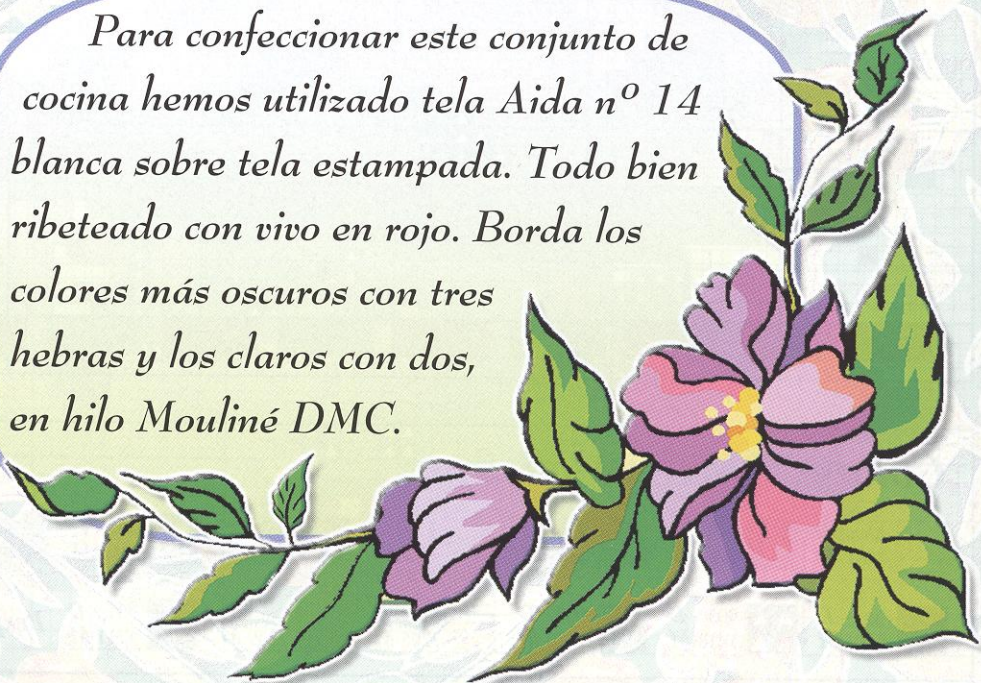 Para confeccionar este conjunto de
cocina hemos utilizado tela Aida nº 14
blanca sobre tela estampada. Todo bien
ribeteado con vivo en rojo. Borda los
colores más oscuros con tres
hebras y los claros con dos,
en hilo Mouliné DMC.